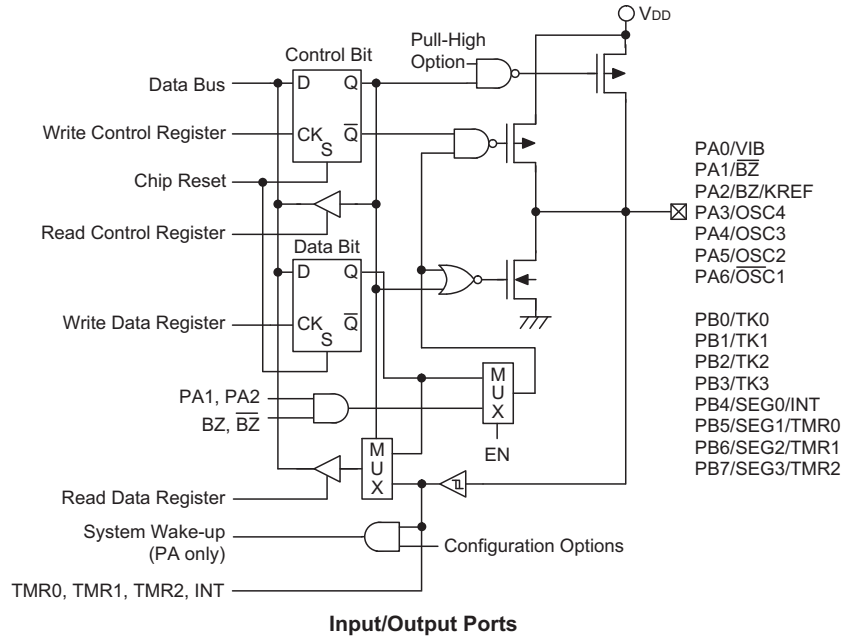 VDD
Pull-High
Option
Control Bit
Data Bus
D Q
Write Control Register
CK Q̅
S
Chip Reset
Read Control Register
Data Bit
D Q
Write Data Register
CK Q̅
S
PA0/VIB
PA1/B̅Z̅
PA2/BZ/KREF
PA3/OSC4
PA4/OSC3
PA5/OSC2
PA6/O̅S̅C1
PB0/TK0
PB1/TK1
PB2/TK2
PB3/TK3
PB4/SEG0/INT
PB5/SEG1/TMR0
PB6/SEG2/TMR1
PB7/SEG3/TMR2
PA1, PA2
BZ, B̅Z̅
M
U
X
EN
M
U
X
Read Data Register
System Wake-up
(PA only)
Configuration Options
TMR0, TMR1, TMR2, INT
Input/Output Ports